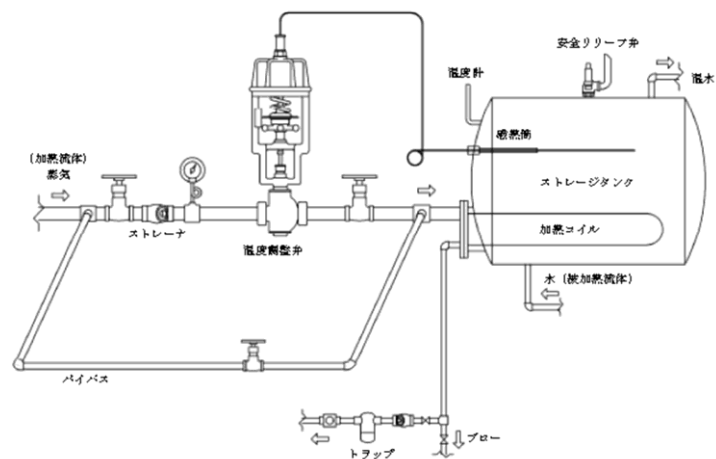 安全リリーフ弁
温度計
温水
感熱筒
(加熱流体)
蒸気
ストレージタンク
ストレーナ
温度調整弁
加熱コイル
水(被加熱流体)
バイパス
トラップ
ブロー